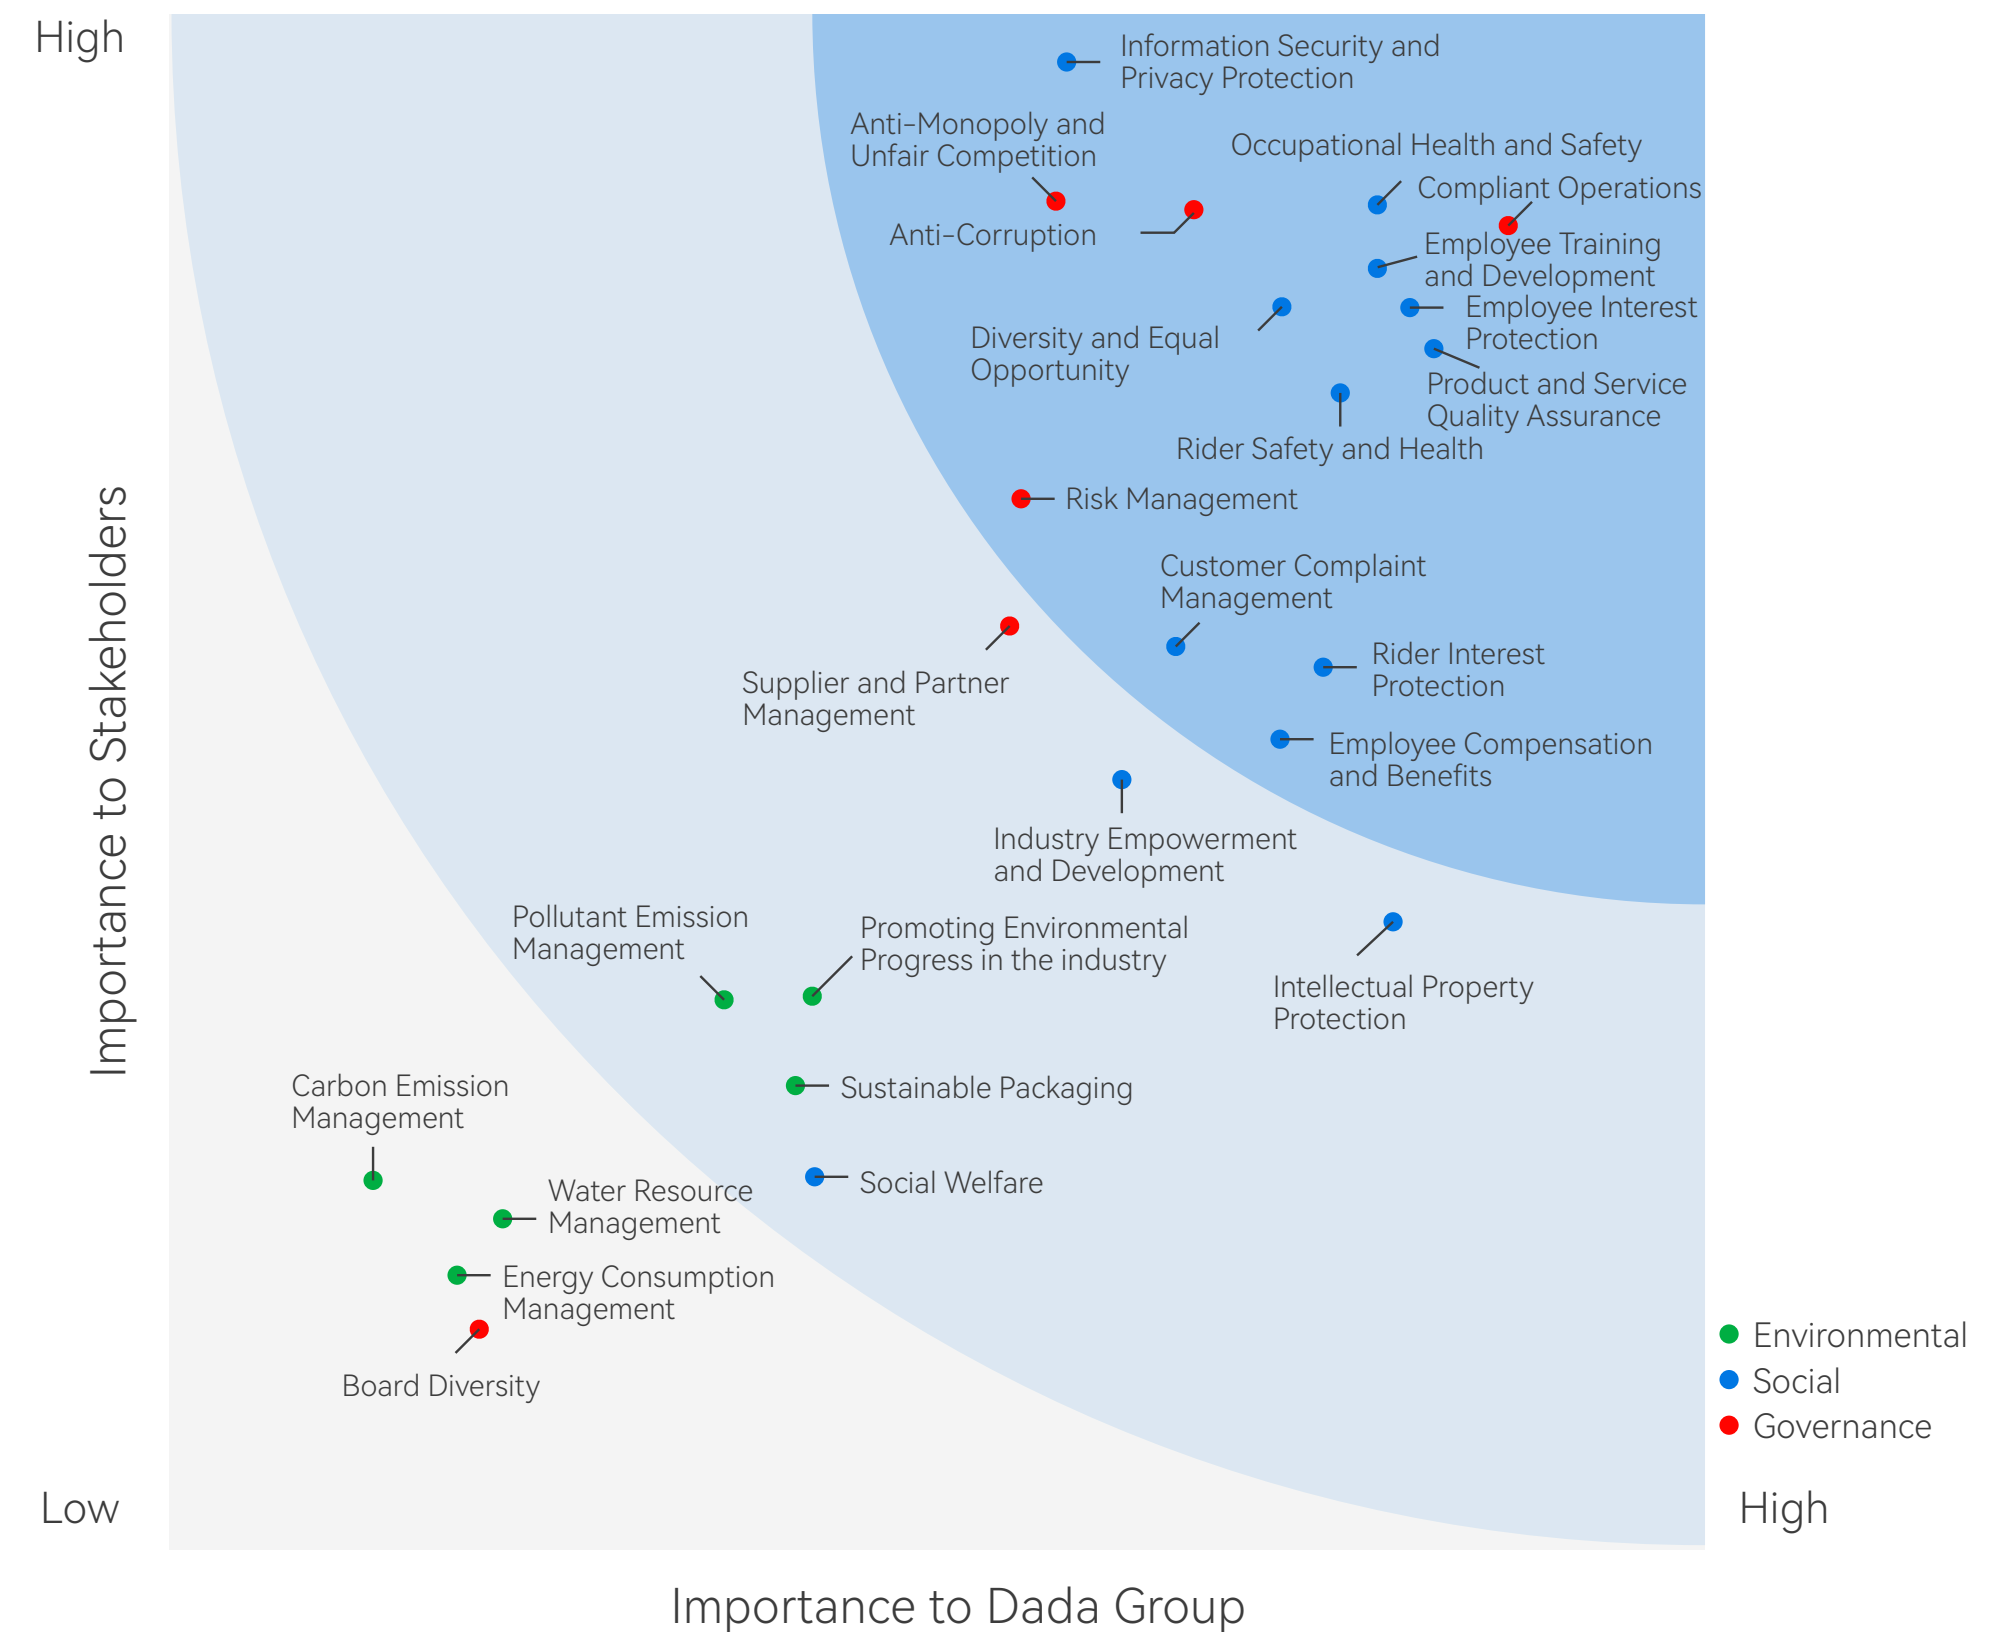 High
Information Security and
Privacy Protection
Anti-Monopoly and
Unfair Competition
Occupational Health and Safety
Compliant Operations
Anti-Corruption
Employee Training
and Development
Employee Interest
Protection
Diversity and Equal
Opportunity
Product and Service
Quality Assurance
Rider Safety and Health
Risk Management
Customer Complaint
Management
Rider Interest
Protection
Supplier and Partner
Management
Employee Compensation
and Benefits
Importance to Stakeholders
Industry Empowerment
and Development
Pollutant Emission
Management
Promoting Environmental
Progress in the industry
Intellectual Property
Protection
Carbon Emission
Management
Sustainable Packaging
Social Welfare
Water Resource
Management
Energy Consumption
Management
Board Diversity
Environmental
Social
Governance
Low
High
Importance to Dada Group